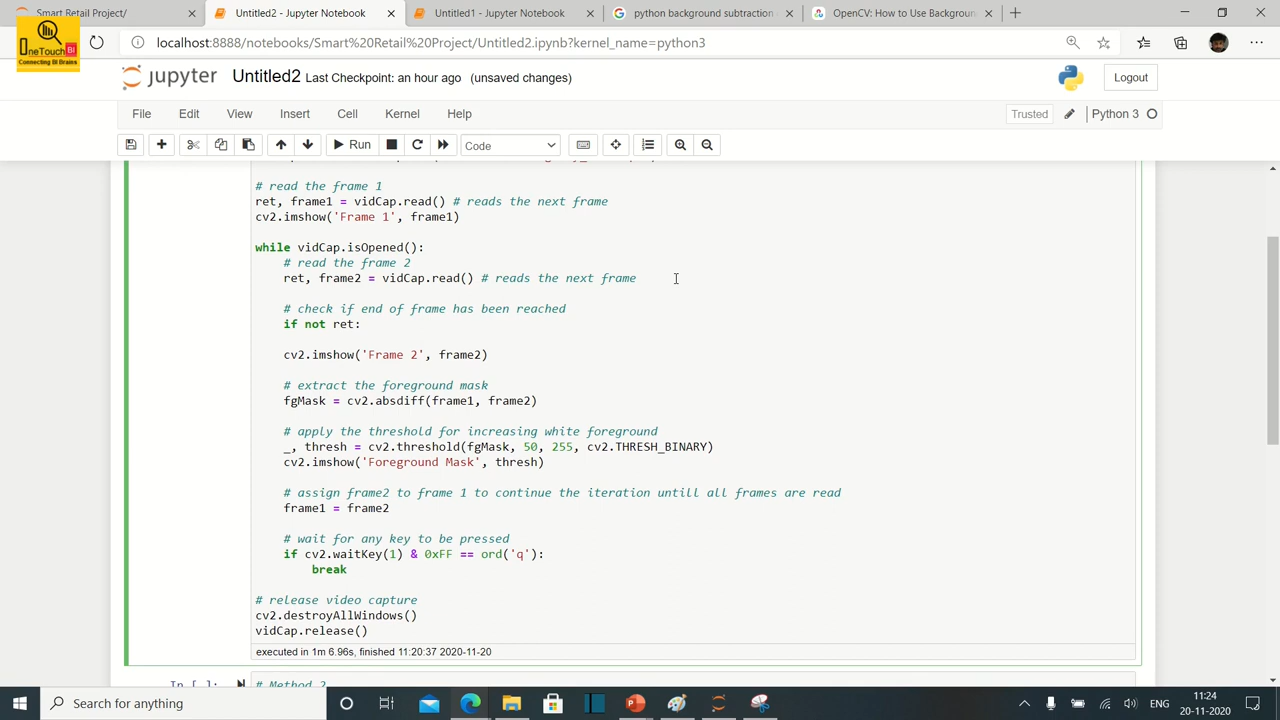 Smart Retail Project/
Untitled2 - Jupyter Notebook
Untitled2 - Jupyter Notebook
python background subtraction
OpenCV: How to Use Backgroun
OneTouch BI
Connecting BI Brains
localhost:8888/notebooks/Smart%20Retail%20Project/Untitled2.ipynb?kernel_name=python3
jupyter
Untitled2 Last Checkpoint: an hour ago (unsaved changes)
Logout
File Edit View Insert Cell Kernel Help
Trusted
Python 3
Run
Code
# read the frame 1
ret, frame1 = vidCap.read() # reads the next frame
cv2.imshow('Frame 1', frame1)
while vidCap.isOpened():
# read the frame 2
ret, frame2 = vidCap.read() # reads the next frame
# check if end of frame has been reached
if not ret:
cv2.imshow('Frame 2', frame2)
# extract the foreground mask
fgMask = cv2.absdiff(frame1, frame2)
# apply the threshold for increasing white foreground
_, thresh = cv2.threshold(fgMask, 50, 255, cv2.THRESH_BINARY)
cv2.imshow('Foreground Mask', thresh)
# assign frame2 to frame 1 to continue the iteration untill all frames are read
frame1 = frame2
# wait for any key to be pressed
if cv2.waitKey(1) & 0xFF == ord('q'):
break
# release video capture
cv2.destroyAllWindows()
vidCap.release()
executed in 1m 6.96s, finished 11:20:37 2020-11-20
In [ ]:
# Method 2
Search for anything
ENG
11:24
20-11-2020